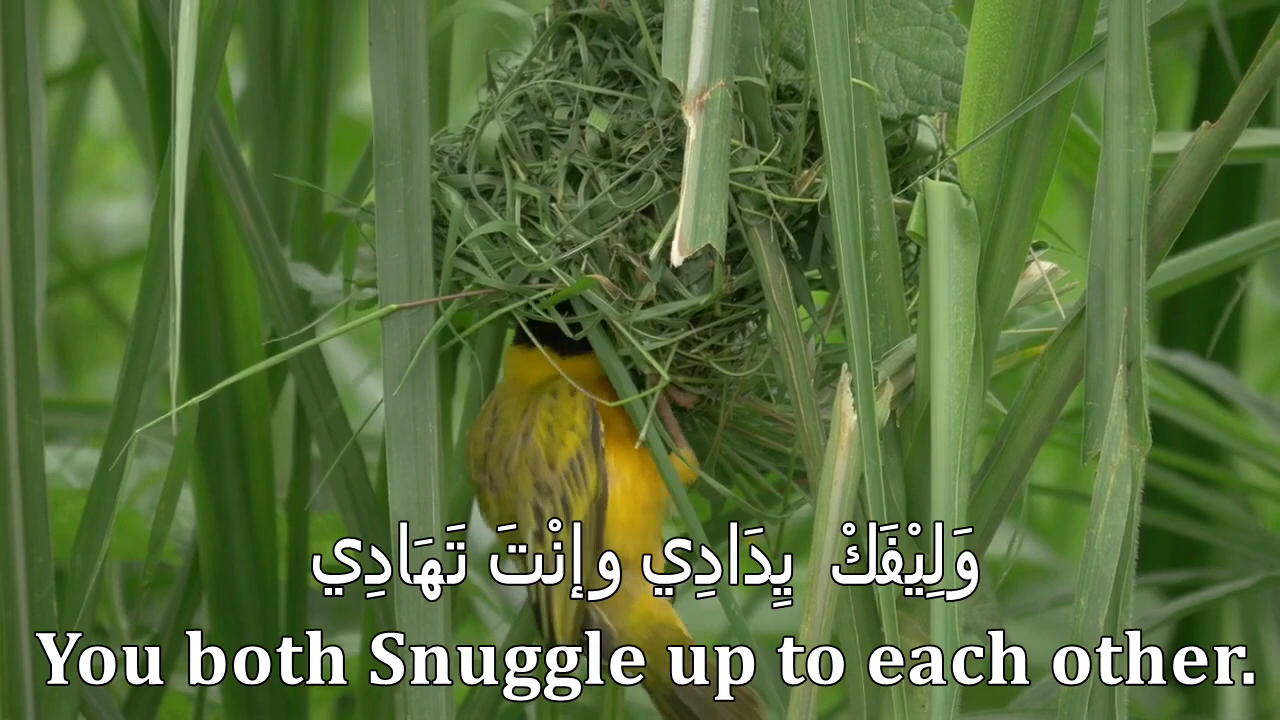 وَلِيْفَكْ يِدَادِي وإنْتَ تَهَادِي
You both Snuggle up to each other.